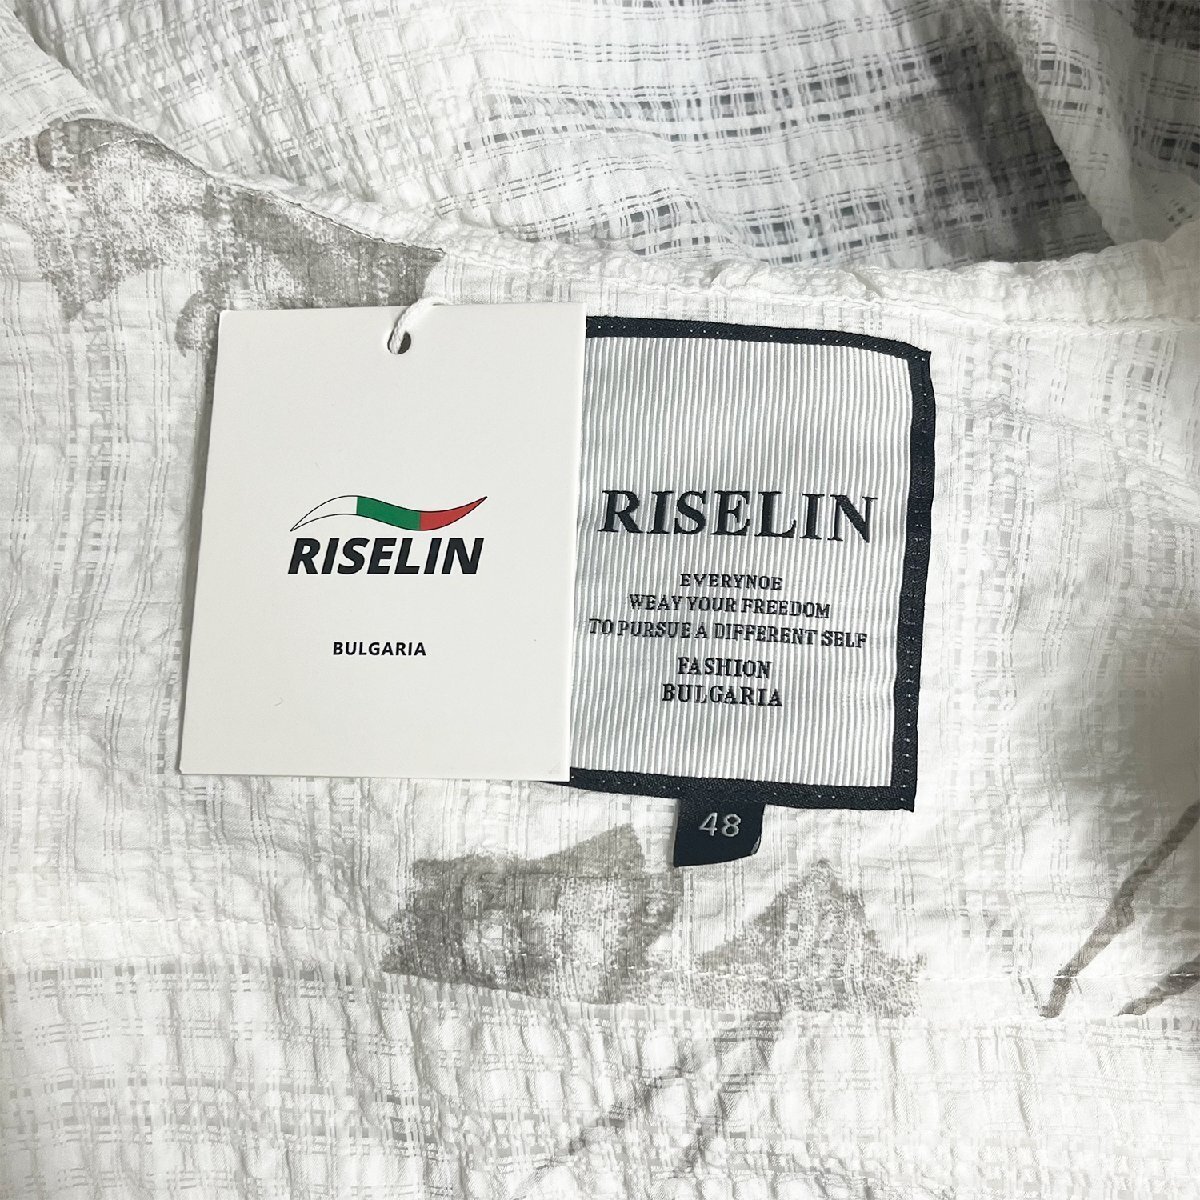 RISELIN
BULGARIA
RISELIN
EVERYNOE
WEAY YOUR FREEDOM
TO PURSUE A DIFFERENT SELF
FASHION
BULGARIA
48